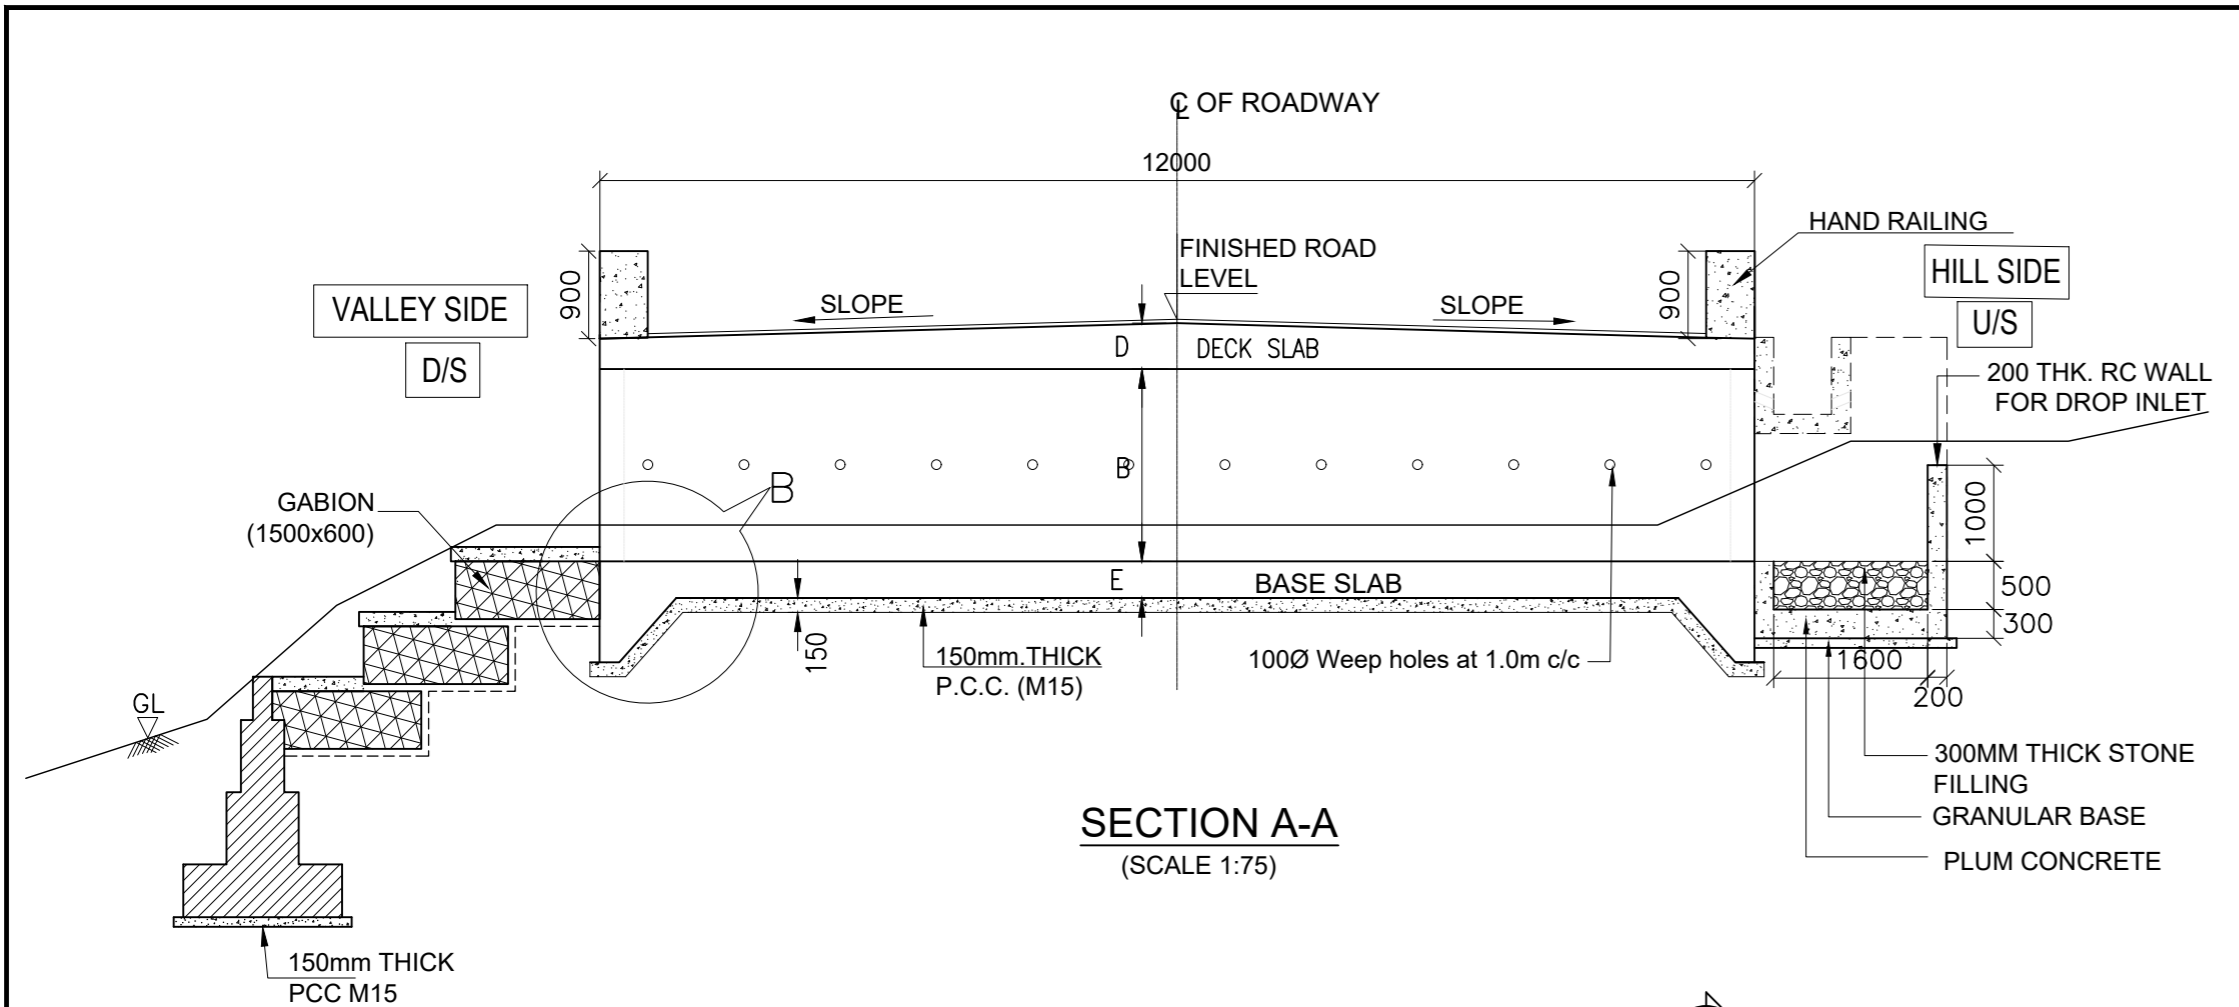 ℄ OF ROADWAY
12000
HAND RAILING
FINISHED ROAD
LEVEL
HILL SIDE
U/S
VALLEY SIDE
D/S
900
SLOPE
SLOPE
900
D
DECK SLAB
200 THK. RC WALL
FOR DROP INLET
B
B
GABION
(1500x600)
1000
E
BASE SLAB
500
300
150
150mm.THICK
P.C.C. (M15)
100Ø Weep holes at 1.0m c/c
1600
200
GL
300MM THICK STONE
FILLING
GRANULAR BASE
PLUM CONCRETE
SECTION A-A
(SCALE 1:75)
150mm THICK
PCC M15